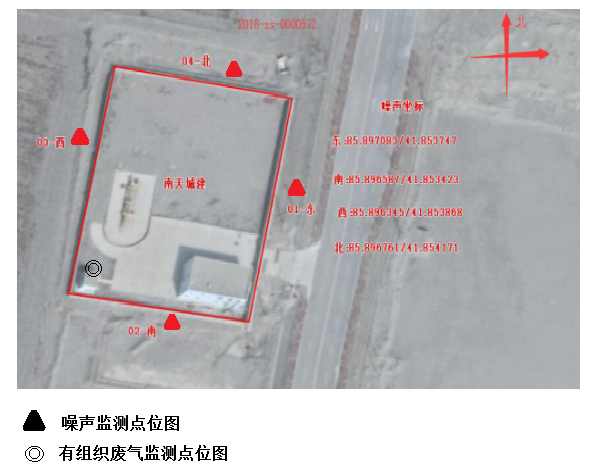 2018-zs-0000572
北
04-北
噪声坐标
03-西
东:85.897083/41.853747
南天城建
南:85.896587/41.853423
01-东
西:85.896345/41.853868
北:85.896761/41.854171
02-南
噪声监测点位图
有组织废气监测点位图